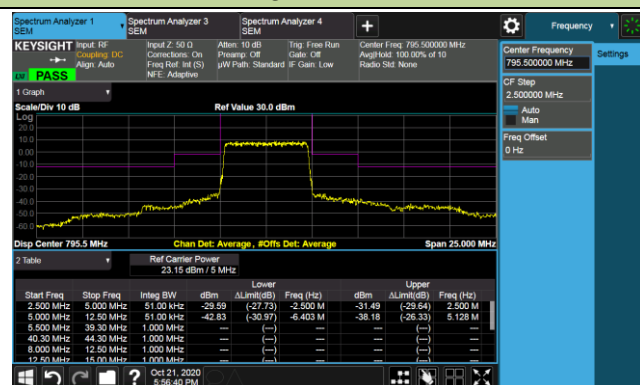 Spectrum Analyzer 1
SEM
Spectrum Analyzer 3
SEM
Spectrum Analyzer 4
SEM
Frequency
KEYSIGHT
Input: RF
Coupling: DC
Align: Auto
Input Z: 50 Ω
Corrections: On
Freq Ref: Int (S)
NFE: Adaptive
Atten: 10 dB
Preamp: Off
µW Path: Standard
Trig: Free Run
Gate: Off
IF Gain: Low
Center Freq: 795.500000 MHz
Avg|Hold: 100.00% of 10
Radio Std: None
LV PASS
Center Frequency
795.500000 MHz
Settings
CF Step
2.500000 MHz
Auto
Man
Freq Offset
0 Hz
1 Graph
Scale/Div 10 dB
Ref Value 30.0 dBm
Log
20.0
10.0
0.00
-10.0
-20.0
-30.0
-40.0
-50.0
-60.0
Disp Center 795.5 MHz
Chan Det: Average , #Offs Det: Average
Span 25.000 MHz
2 Table
Ref Carrier Power
23.15 dBm / 5 MHz
Lower Upper
Start Freq Stop Freq Integ BW dBm ΔLimit(dB) Freq (Hz) dBm ΔLimit(dB) Freq (Hz)
2.500 MHz 5.000 MHz 51.00 kHz -29.59 (-27.73) -2.500 M -31.49 (-29.64) 2.500 M
5.000 MHz 12.50 MHz 51.00 kHz -42.83 (-30.97) -6.403 M -38.18 (-26.33) 5.128 M
5.500 MHz 39.30 MHz 1.000 MHz --- (---) --- --- (---) ---
40.30 MHz 44.30 MHz 1.000 MHz --- (---) --- --- (---) ---
8.000 MHz 12.50 MHz 1.000 MHz --- (---) --- --- (---) ---
12.50 MHz 15.00 MHz 1.000 MHz --- (---) --- --- (---) ---
Oct 21, 2020
5:56:40 PM